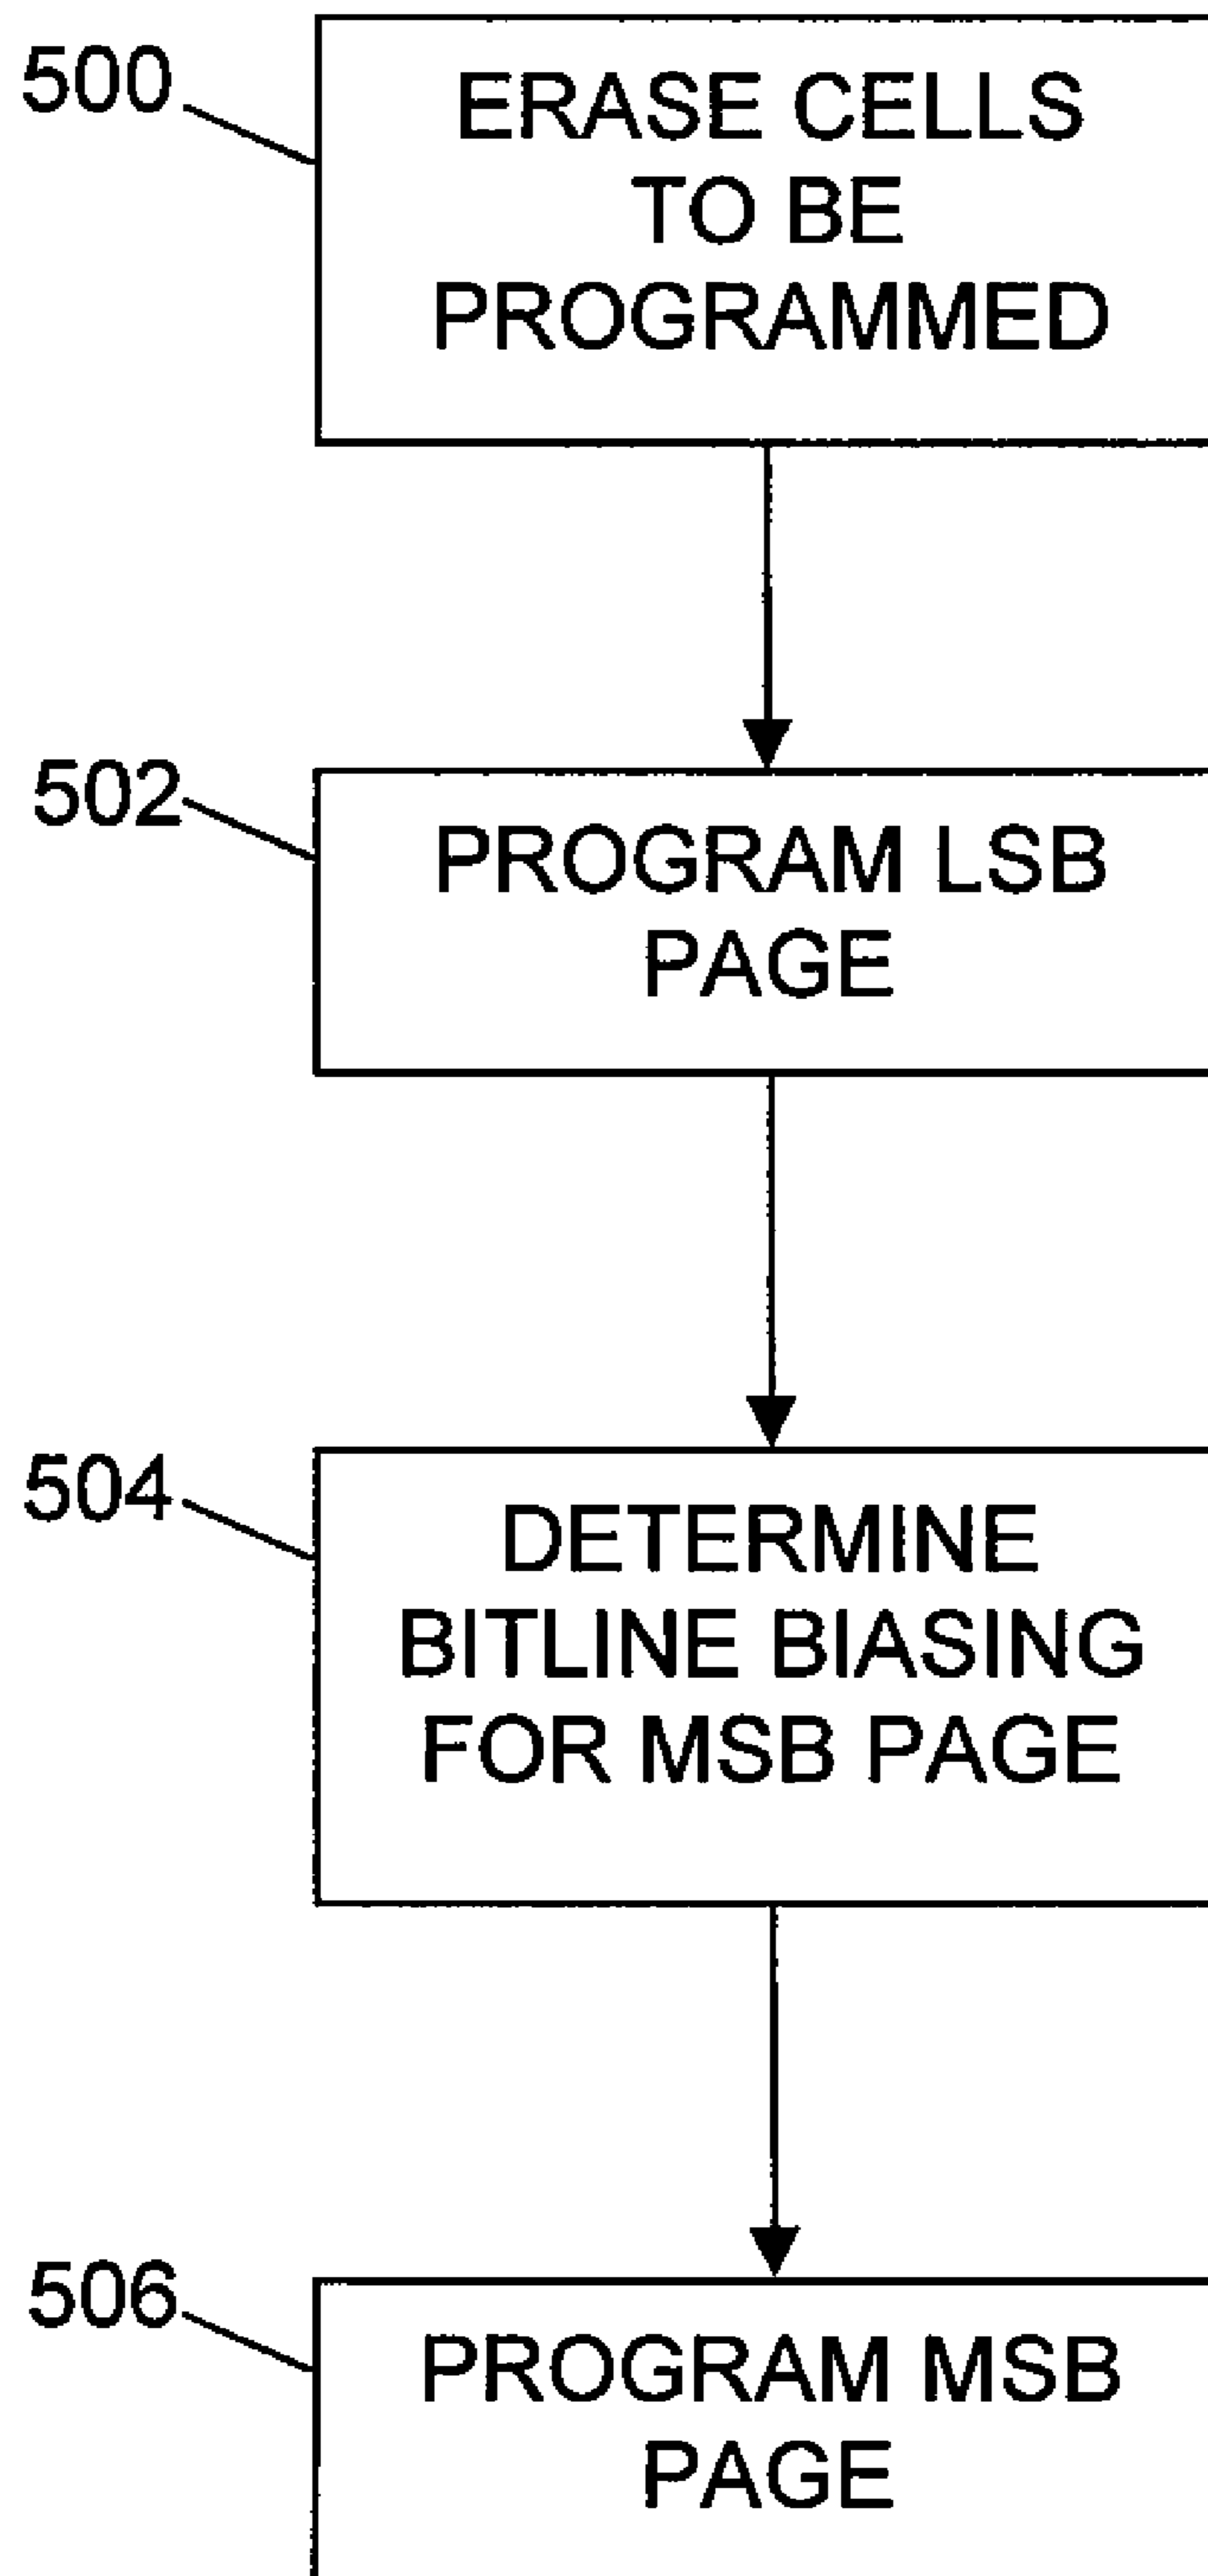 500
ERASE CELLS
TO BE
PROGRAMMED
502
PROGRAM LSB
PAGE
504
DETERMINE
BITLINE BIASING
FOR MSB PAGE
506
PROGRAM MSB
PAGE